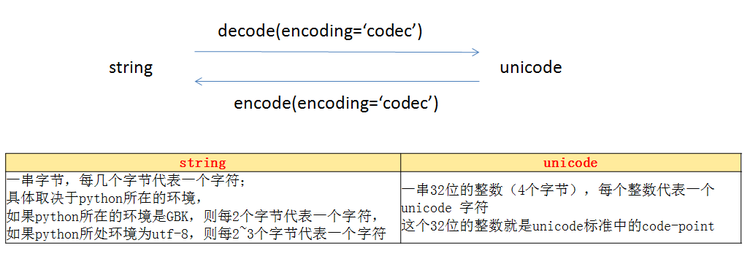 decode(encoding=‘codec’)
string
unicode
encode(encoding=‘codec’)
string
unicode
一串字节，每几个字节代表一个字符；
具体取决于python所在的环境，
如果python所在的环境是GBK，则每2个字节代表一个字符，
如果python所处环境为utf-8，则每2~3个字节代表一个字符
一串32位的整数（4个字节），每个整数代表一个
unicode 字符
这个32位的整数就是unicode标准中的code-point